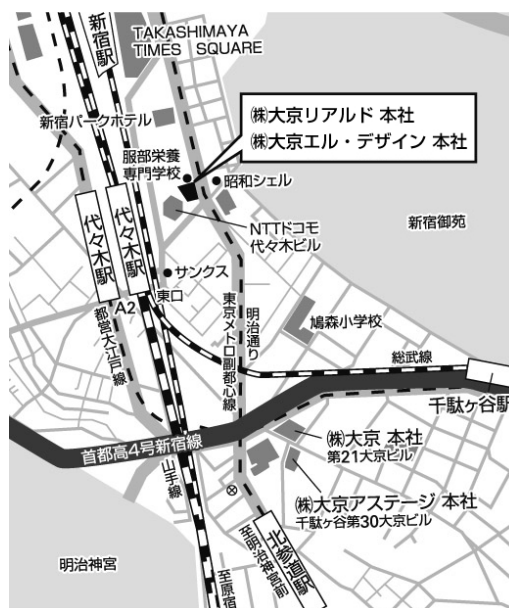 新宿駅
TAKASHIMAYA
TIMES SQUARE
新宿パークホテル
㈱大京リアルド 本社
㈱大京エル・デザイン 本社
服部栄養
専門学校
昭和シェル
新宿御苑
NTTドコモ
代々木ビル
代々木駅
代々木駅
サンクス
東口
A2
都営大江戸線
東京メトロ副都心線
明治通り
鳩森小学校
総武線
千駄ヶ谷駅
首都高4号新宿線
山手線
㈱大京 本社
第21大京ビル
㈱大京アステージ 本社
千駄ヶ谷第30大京ビル
北参道駅
至明治神宮前
至原宿
明治神宮